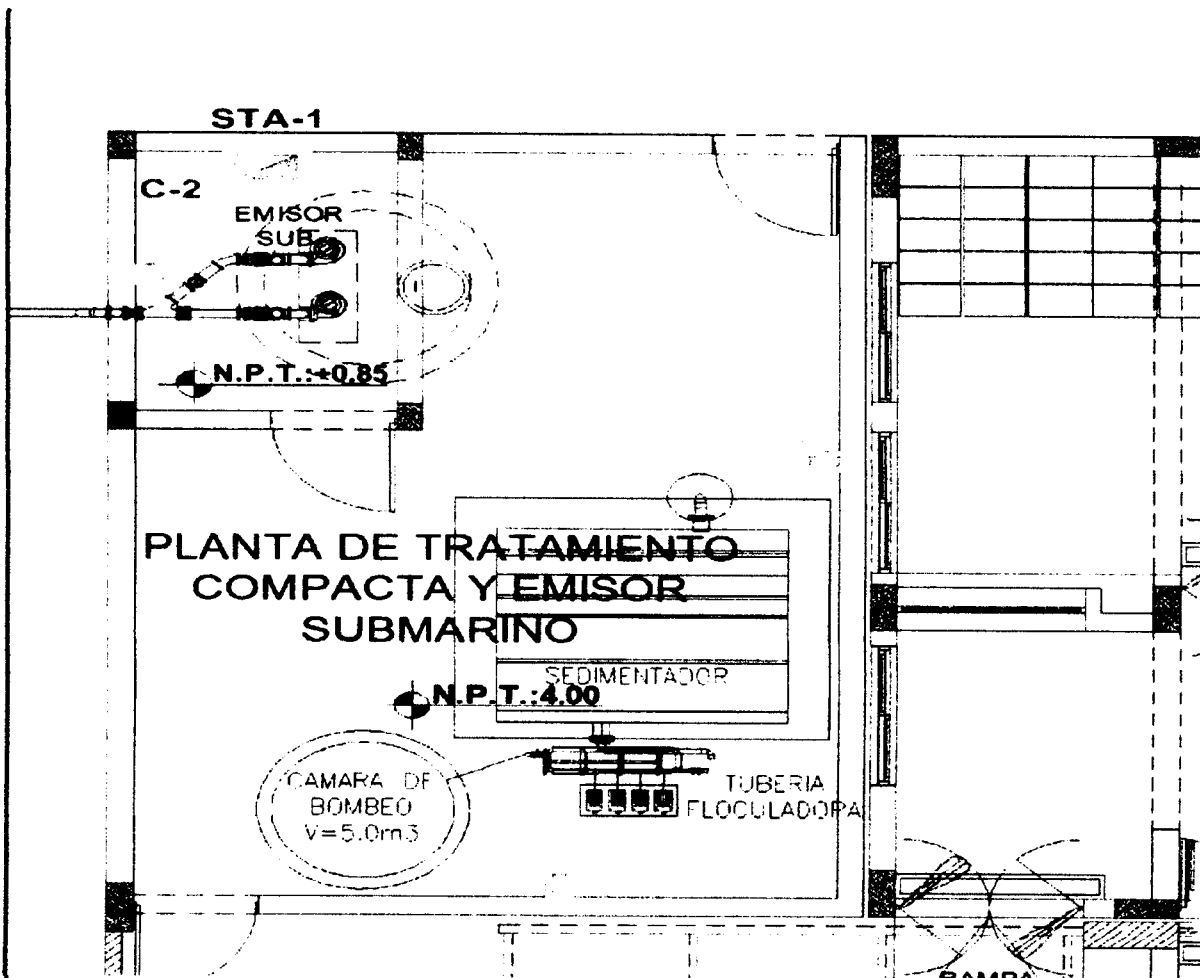 STA-1
C-2
EMISOR
SUB.
N.P.T.:+0.85
PLANTA DE TRATAMIENTO
COMPACTA Y EMISOR
SUBMARINO
SEDIMENTADOR
N.P.T.:4.00
CAMARA DE
BOMBEO
V=5.0m3
TUBERIA
FLOCULADORA
RAMPA